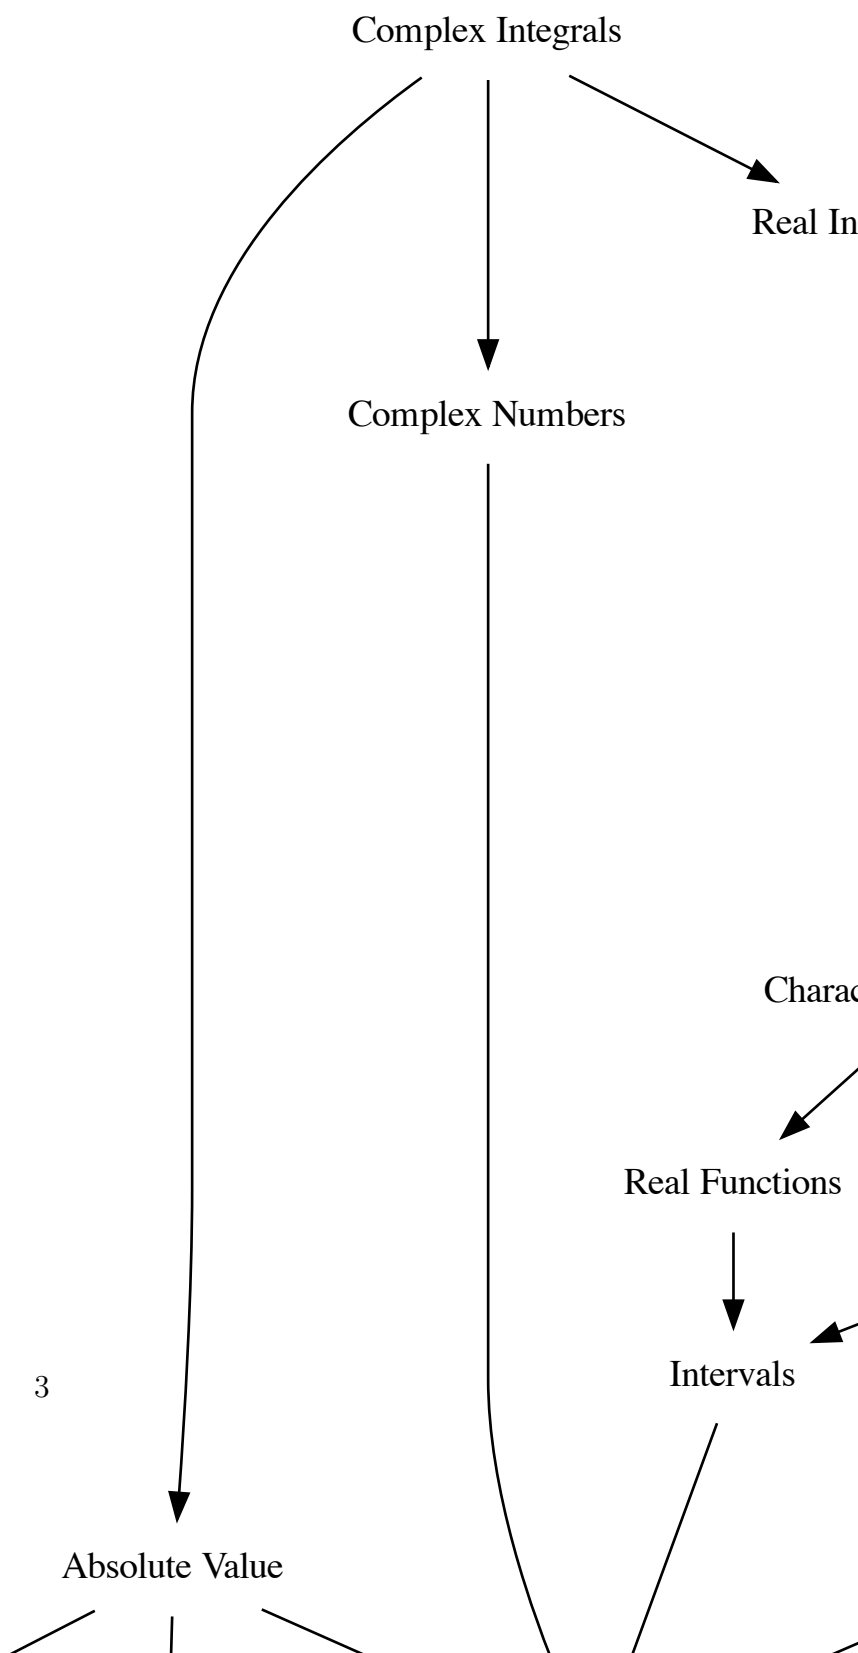 Complex Integrals
Real In
Complex Numbers
Charac
Real Functions
Intervals
3
Absolute Value